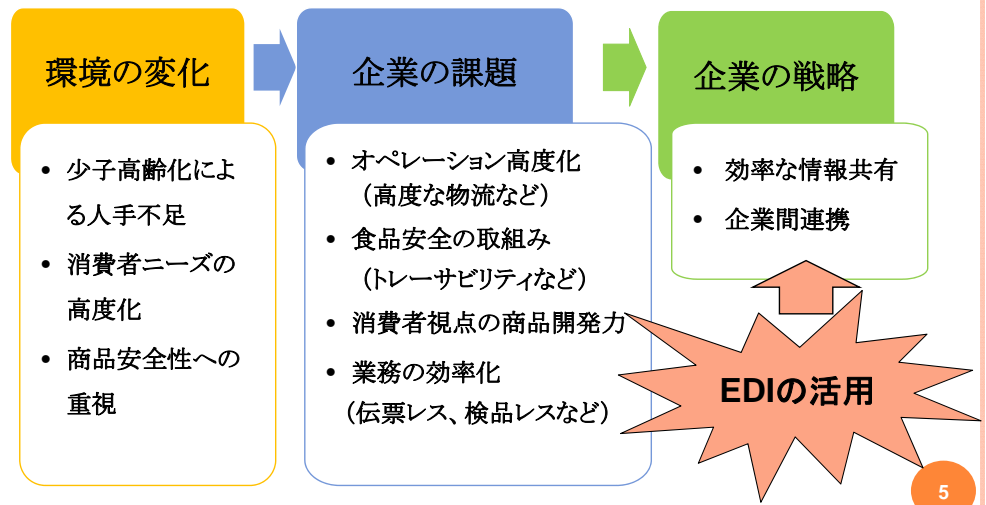 環境の変化
• 少子高齢化によ
る人手不足
• 消費者ニーズの
高度化
• 商品安全性への
重視
企業の課題
• オペレーション高度化
（高度な物流など）
• 食品安全の取組み
（トレーサビリティなど）
• 消費者視点の商品開発力
• 業務の効率化
（伝票レス、検品レスなど）
企業の戦略
• 効率な情報共有
• 企業間連携
EDIの活用
5